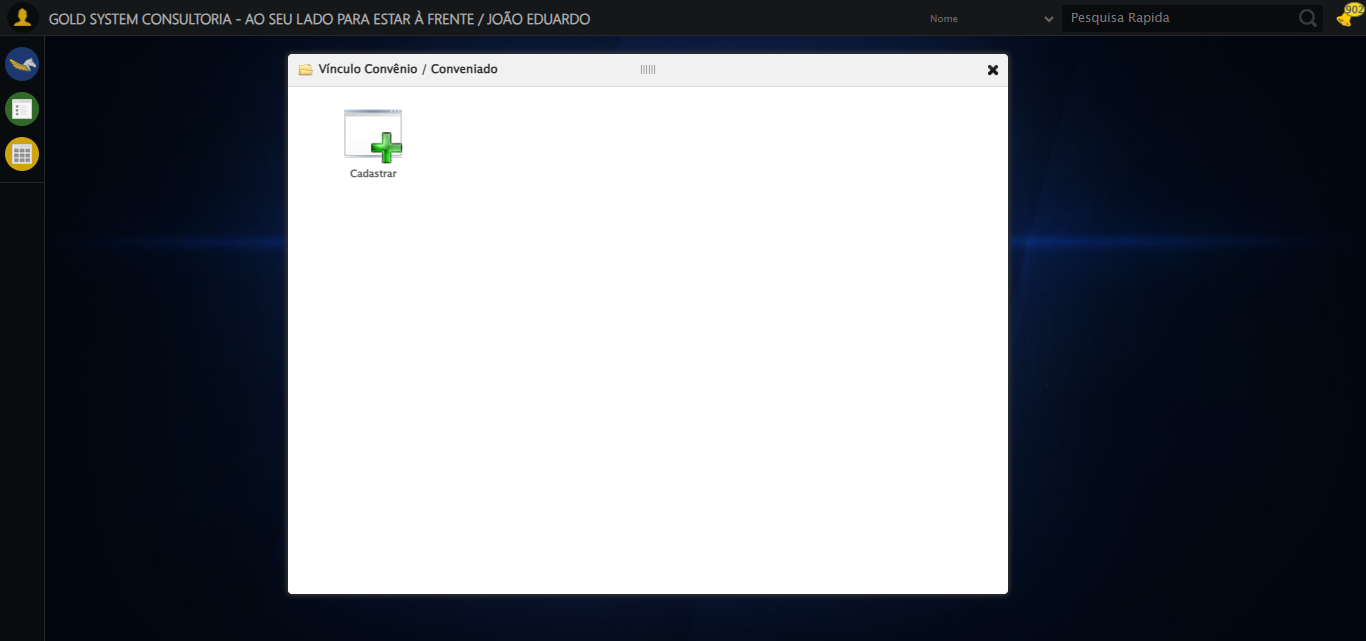 GOLD SYSTEM CONSULTORIA - AO SEU LADO PARA ESTAR À FRENTE / JOÃO EDUARDO
Nome
Pesquisa Rapida
902
Vínculo Convênio / Conveniado
Cadastrar